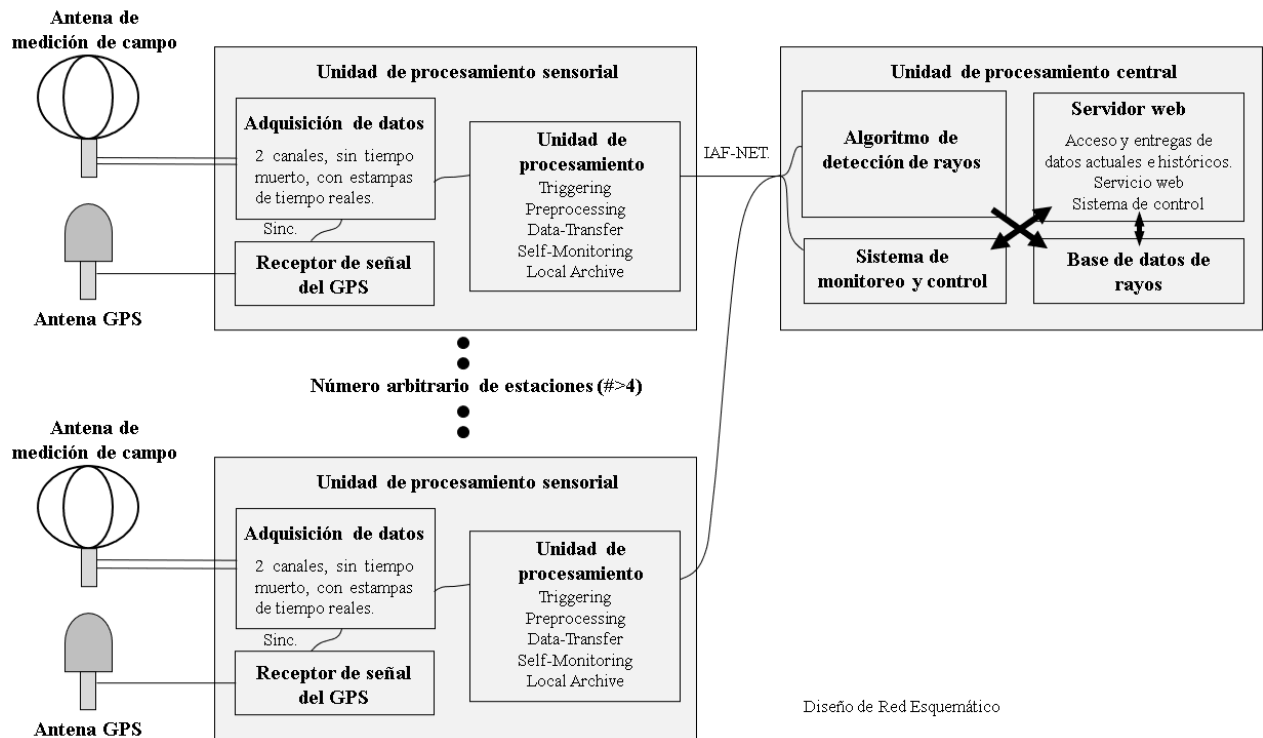 Antena de
medición de campo
Antena GPS
Unidad de procesamiento sensorial
Adquisición de datos
2 canales, sin tiempo
muerto, con estampas
de tiempo reales.
Sinc.
Receptor de señal
del GPS
Unidad de
procesamiento
Triggering
Preprocessing
Data-Transfer
Self-Monitoring
Local Archive
IAF-NET.
Unidad de procesamiento central
Algoritmo de
detección de rayos
Servidor web
Acceso y entregas de
datos actuales e históricos.
Servicio web
Sistema de control
Sistema de
monitoreo y control
Base de datos de
rayos
Número arbitrario de estaciones (#>4)
Antena de
medición de campo
Antena GPS
Unidad de procesamiento sensorial
Adquisición de datos
2 canales, sin tiempo
muerto, con estampas
de tiempo reales.
Sinc.
Receptor de señal
del GPS
Unidad de
procesamiento
Triggering
Preprocessing
Data-Transfer
Self-Monitoring
Local Archive
Diseño de Red Esquemático